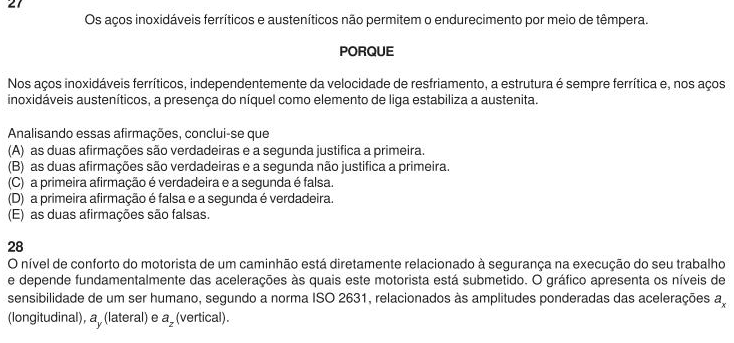 27
Os aços inoxidáveis ferríticos e austeníticos não permitem o endurecimento por meio de têmpera.
PORQUE
Nos aços inoxidáveis ferríticos, independentemente da velocidade de resfriamento, a estrutura é sempre ferrítica e, nos aços
inoxidáveis austeníticos, a presença do níquel como elemento de liga estabiliza a austenita.
Analisando essas afirmações, conclui-se que
(A) as duas afirmações são verdadeiras e a segunda justifica a primeira.
(B) as duas afirmações são verdadeiras e a segunda não justifica a primeira.
(C) a primeira afirmação é verdadeira e a segunda é falsa.
(D) a primeira afirmação é falsa e a segunda é verdadeira.
(E) as duas afirmações são falsas.
28
O nível de conforto do motorista de um caminhão está diretamente relacionado à segurança na execução do seu trabalho
e depende fundamentalmente das acelerações às quais este motorista está submetido. O gráfico apresenta os níveis de
sensibilidade de um ser humano, segundo a norma ISO 2631, relacionados às amplitudes ponderadas das acelerações a_x
(longitudinal), a_y (lateral) e a_z (vertical).